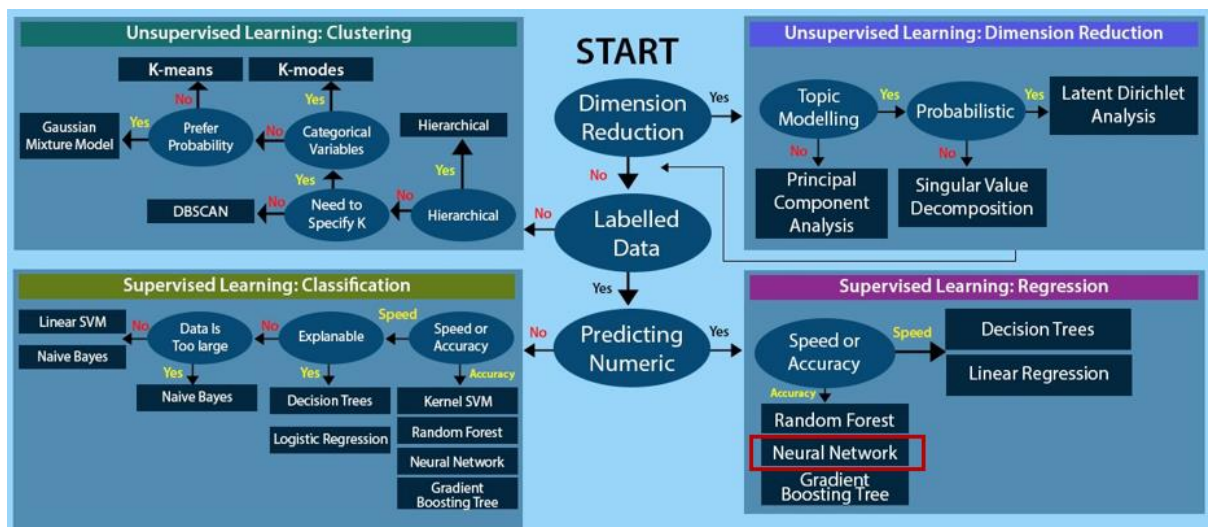 Unsupervised Learning: Clustering
K-means
K-modes
No
Yes
Gaussian
Mixture Model
Yes
Prefer
Probability
No
Categorical
Variables
Hierarchical
Yes
Yes
DBSCAN
No
Need to
Specify K
No
Hierarchical
START
Dimension
Reduction
Yes
No
No
Labelled
Data
Yes
No
Predicting
Numeric
Yes
Unsupervised Learning: Dimension Reduction
Topic
Modelling
Yes
Probabilistic
Yes
Latent Dirichlet
Analysis
No
No
Principal
Component
Analysis
Singular Value
Decomposition
Supervised Learning: Classification
Linear SVM
Naive Bayes
No
Data Is
Too large
No
Explanable
Speed
Speed or
Accuracy
Yes
Yes
Accuracy
Naive Bayes
Decision Trees
Logistic Regression
Kernel SVM
Random Forest
Neural Network
Gradient
Boosting Tree
Supervised Learning: Regression
Speed or
Accuracy
Speed
Decision Trees
Linear Regression
Accuracy
Random Forest
Neural Network
Gradient
Boosting Tree